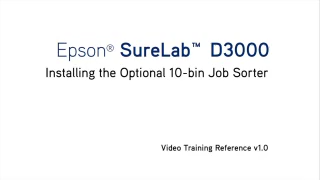 Epson® SureLab™ D3000
Installing the Optional 10-bin Job Sorter
Video Training Reference v1.0